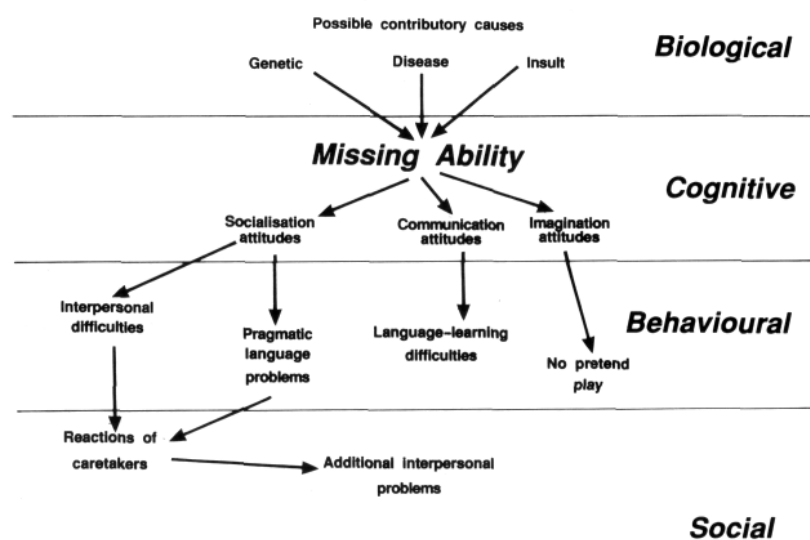 Possible contributory causes
Biological
Genetic
Disease
Insult
Missing Ability
Cognitive
Socialisation
attitudes
Communication
attitudes
Imagination
attitudes
Interpersonal
difficulties
Pragmatic
language
problems
Language-learning
difficulties
Behavioural
No pretend
play
Reactions of
caretakers
Additional interpersonal
problems
Social